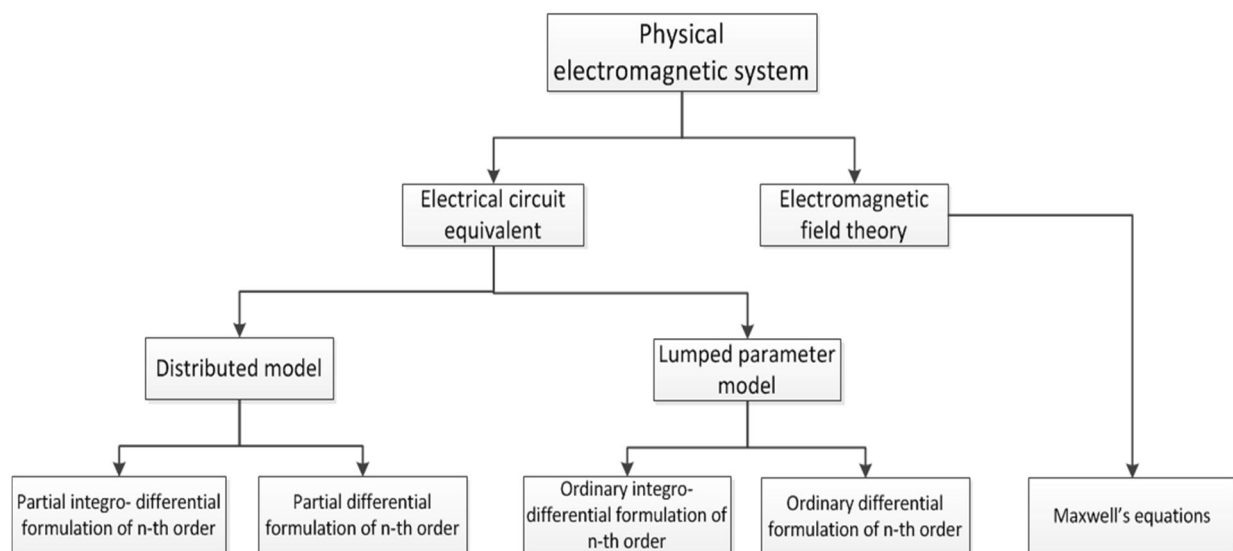 Physical
electromagnetic system
Electrical circuit
equivalent
Electromagnetic
field theory
Distributed model
Lumped parameter
model
Partial integro- differential
formulation of n-th order
Partial differential
formulation of n-th order
Ordinary integro-
differential formulation of
n-th order
Ordinary differential
formulation of n-th order
Maxwell's equations